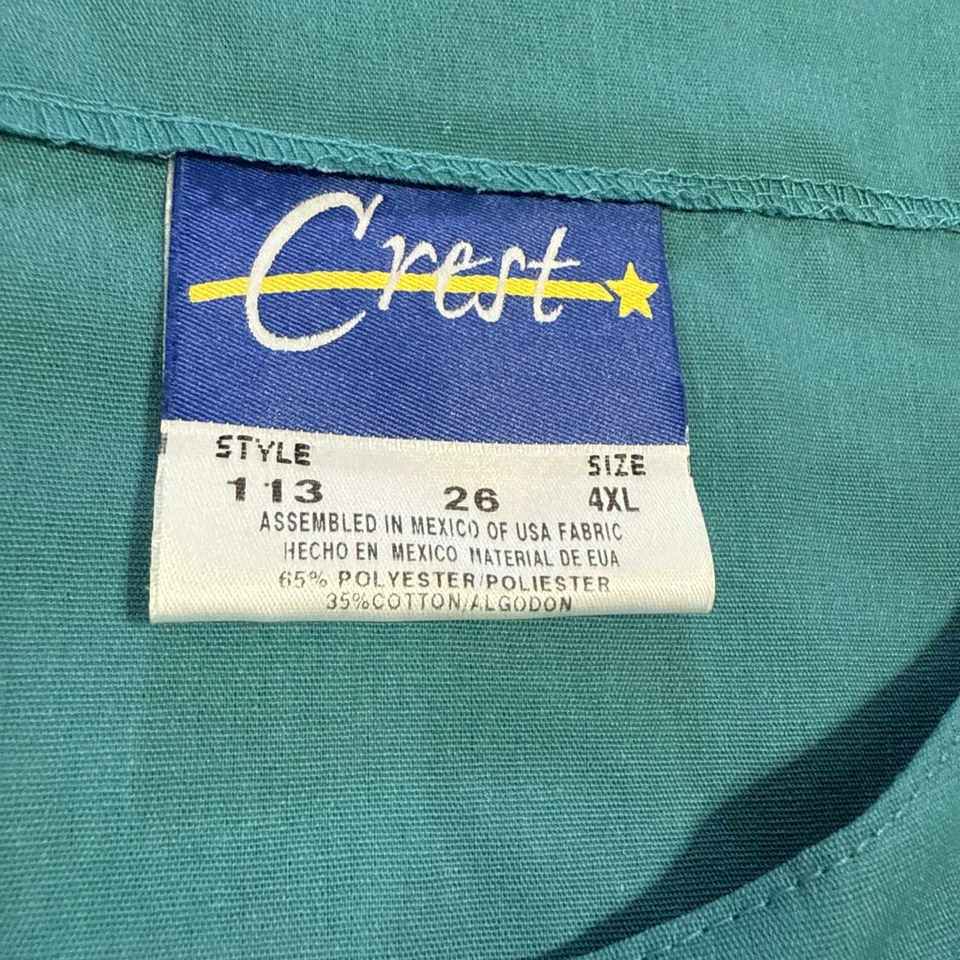 Crest
STYLE SIZE
113 26 4XL
ASSEMBLED IN MEXICO OF USA FABRIC
HECHO EN MEXICO MATERIAL DE EUA
65% POLYESTER/POLIESTER
35%COTTON/ALGODON